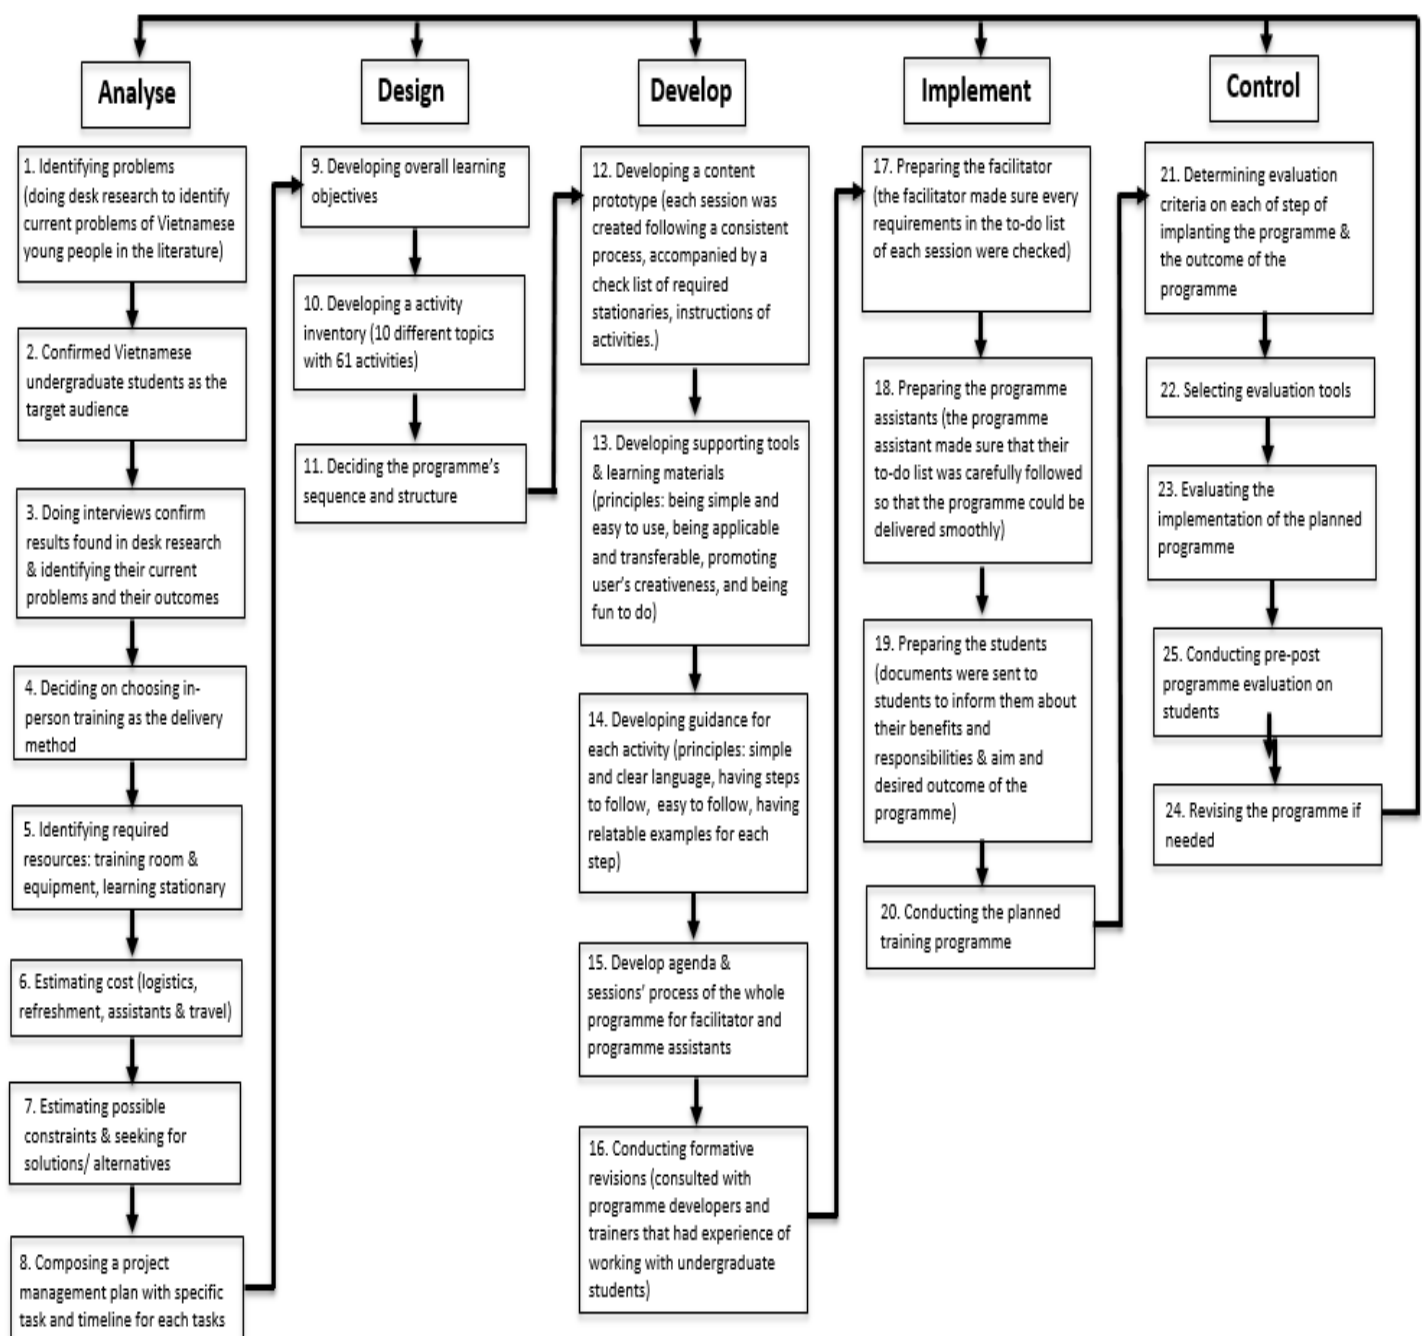 Analyse
1. Identifying problems
(doing desk research to identify
current problems of Vietnamese
young people in the literature)
2. Confirmed Vietnamese
undergraduate students as the
target audience
3. Doing interviews confirm
results found in desk research
& identifying their current
problems and their outcomes
4. Deciding on choosing in-
person training as the delivery
method
5. Identifying required
resources: training room &
equipment, learning stationary
6. Estimating cost (logistics,
refreshment, assistants & travel)
7. Estimating possible
constraints & seeking for
solutions/ alternatives
8. Composing a project
management plan with specific
task and timeline for each tasks
Design
9. Developing overall learning
objectives
10. Developing a activity
inventory (10 different topics
with 61 activities)
11. Deciding the programme's
sequence and structure
Develop
12. Developing a content
prototype (each session was
created following a consistent
process, accompanied by a
check list of required
stationaries, instructions of
activities.)
13. Developing supporting tools
& learning materials
(principles: being simple and
easy to use, being applicable
and transferable, promoting
user's creativeness, and being
fun to do)
14. Developing guidance for
each activity (principles: simple
and clear language, having steps
to follow, easy to follow, having
relatable examples for each
step)
15. Develop agenda &
sessions' process of the whole
programme for facilitator and
programme assistants
16. Conducting formative
revisions (consulted with
programme developers and
trainers that had experience of
working with undergraduate
students)
Implement
17. Preparing the facilitator
(the facilitator made sure every
requirements in the to-do list
of each session were checked)
18. Preparing the programme
assistants (the programme
assistant made sure that their
to-do list was carefully followed
so that the programme could be
delivered smoothly)
19. Preparing the students
(documents were sent to
students to inform them about
their benefits and
responsibilities & aim and
desired outcome of the
programme)
20. Conducting the planned
training programme
Control
21. Determining evaluation
criteria on each of step of
implanting the programme &
the outcome of the
programme
22. Selecting evaluation tools
23. Evaluating the
implementation of the planned
programme
25. Conducting pre-post
programme evaluation on
students
24. Revising the programme if
needed